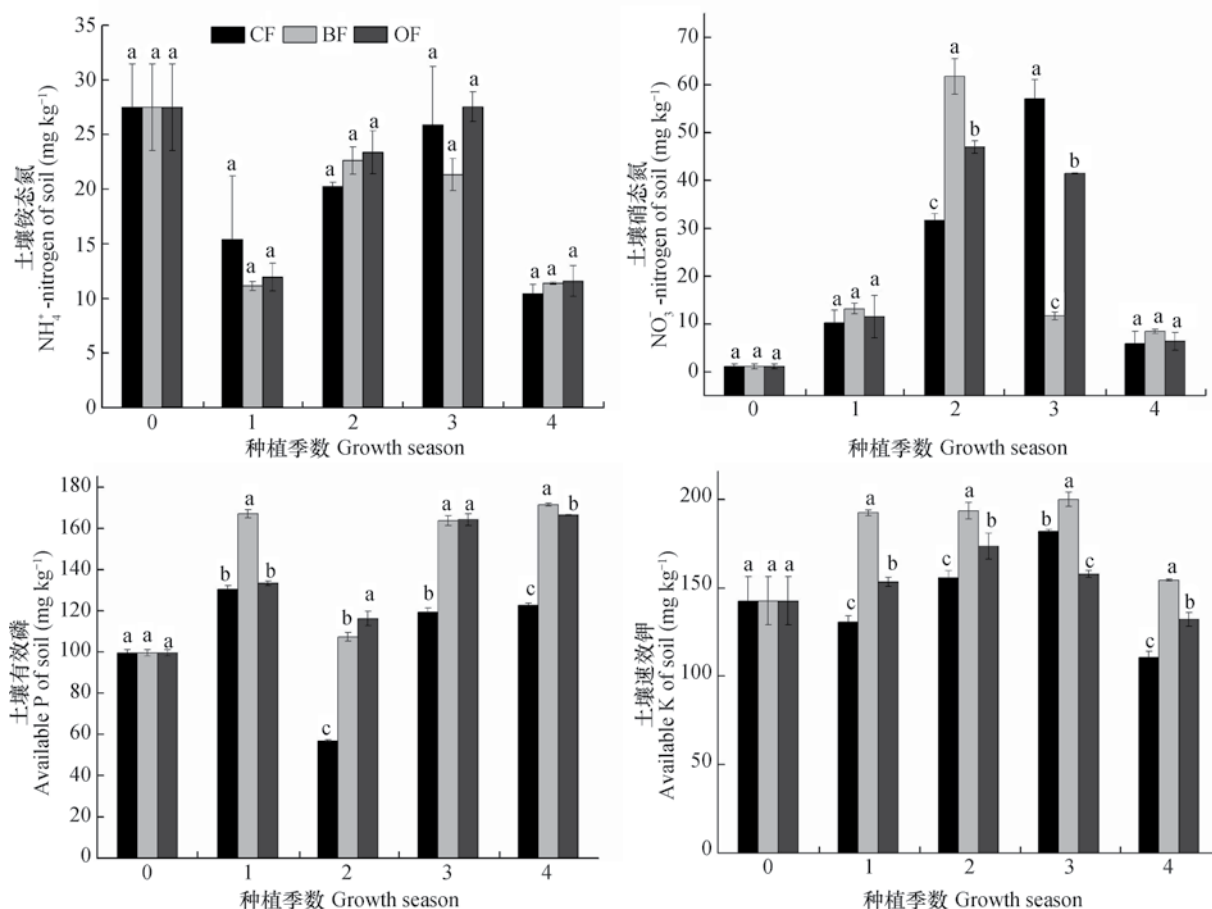 CF BF OF
35
30
25
20
15
10
5
0
土壤铵态氮
NH₄⁺-nitrogen of soil (mg kg⁻¹)
a a a
a a a
a a a
a a a
a a a
0 1 2 3 4
种植季数 Growth season
70
60
50
40
30
20
10
0
土壤硝态氮
NO₃⁻-nitrogen of soil (mg kg⁻¹)
a a a
a a a
c a b
a c b
a a a
0 1 2 3 4
种植季数 Growth season
180
160
140
120
100
80
60
40
20
0
土壤有效磷
Available P of soil (mg kg⁻¹)
a a a
b a b
c b a
b a a
c a b
0 1 2 3 4
种植季数 Growth season
200
150
100
50
0
土壤速效钾
Available K of soil (mg kg⁻¹)
a a a
c a b
c a b
b a c
c a b
0 1 2 3 4
种植季数 Growth season